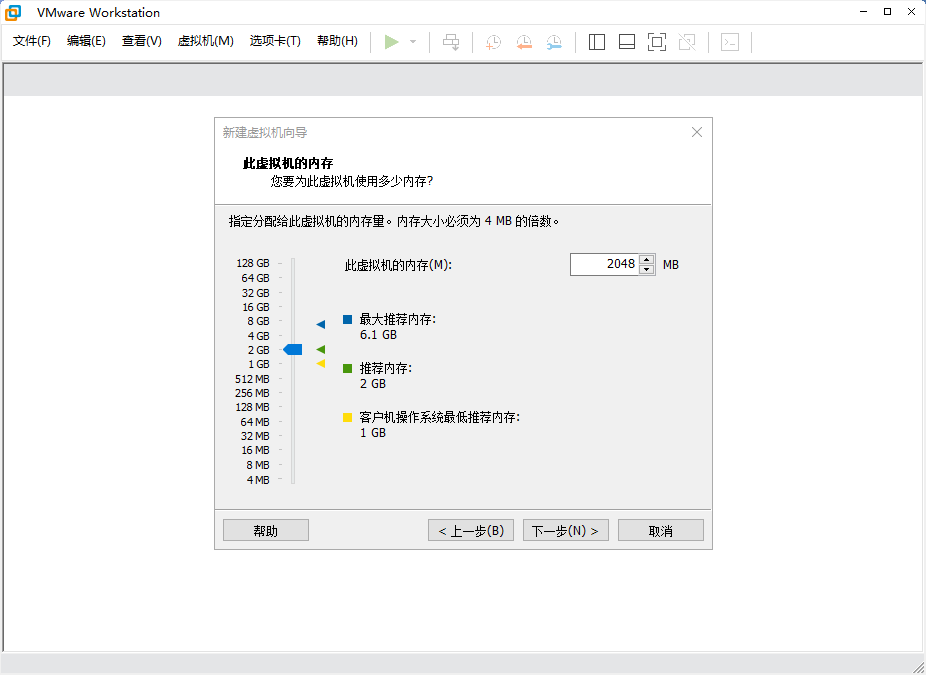 VMware Workstation
文件(F) 编辑(E) 查看(V) 虚拟机(M) 选项卡(T) 帮助(H)
新建虚拟机向导
此虚拟机的内存
您要为此虚拟机使用多少内存?
指定分配给此虚拟机的内存量。内存大小必须为 4 MB 的倍数。
此虚拟机的内存(M): 2048 MB
128 GB
64 GB
32 GB
16 GB
8 GB
4 GB
2 GB
1 GB
512 MB
256 MB
128 MB
64 MB
32 MB
16 MB
8 MB
4 MB
最大推荐内存:
6.1 GB
推荐内存:
2 GB
客户机操作系统最低推荐内存:
1 GB
帮助 < 上一步(B) 下一步(N) > 取消